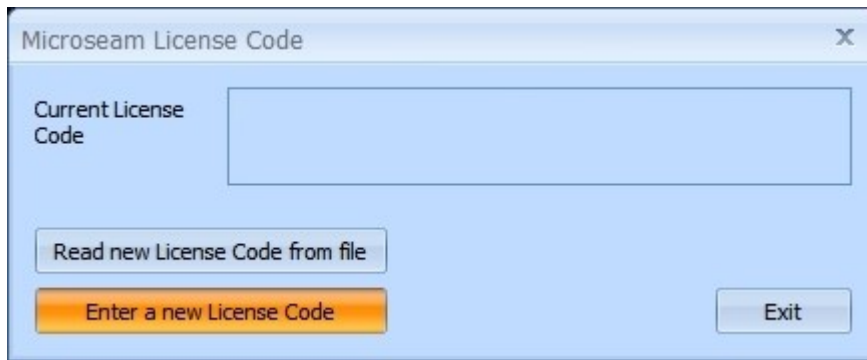 Microseam License Code
Current License
Code
Read new License Code from file
Enter a new License Code
Exit